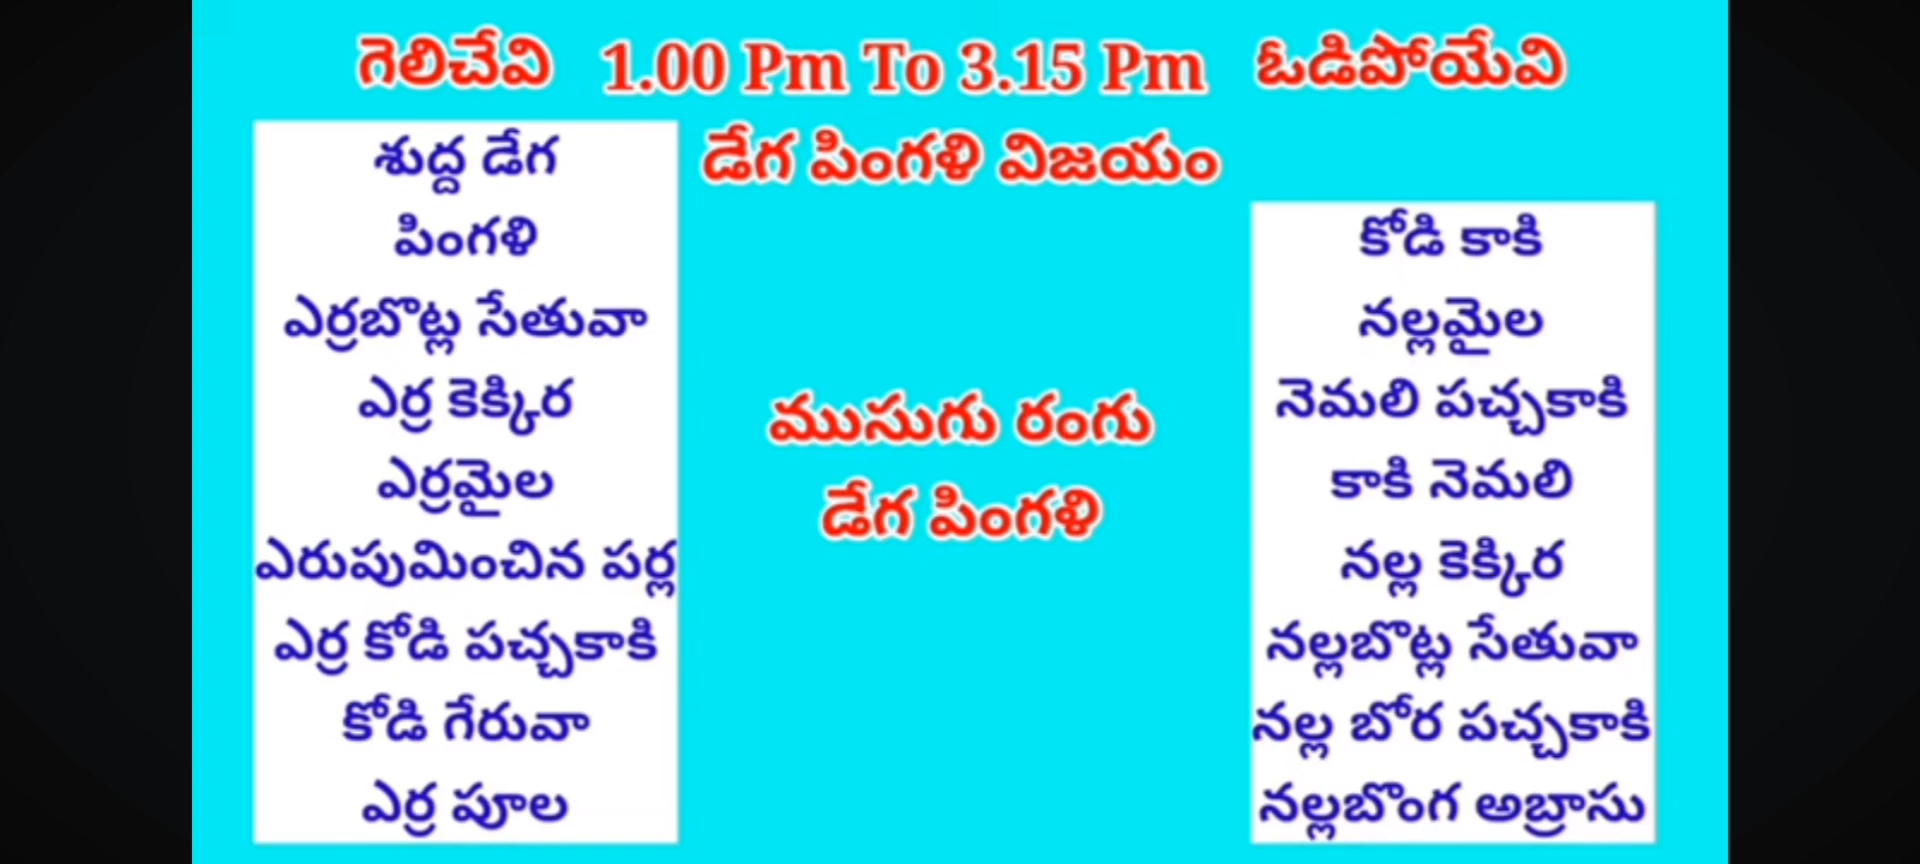 గెలిచేవి 1.00 Pm To 3.15 Pm ఓడిపోయేవి
డేగ పింగళి విజయం
శుద్ధ డేగ
పింగళి
ఎర్రబొట్ల సేతువా
ఎర్ర కెక్కిర
ఎర్రమైల
ఎరుపుమించిన పర్ల
ఎర్ర కోడి పచ్చకాకి
కోడి గేరువా
ఎర్ర పూల
ముసుగు రంగు
డేగ పింగళి
కోడి కాకి
నల్లమైల
నెమలి పచ్చకాకి
కాకి నెమలి
నల్ల కెక్కిర
నల్లబొట్ల సేతువా
నల్ల బోర పచ్చకాకి
నల్లబొంగ అబ్రాసు